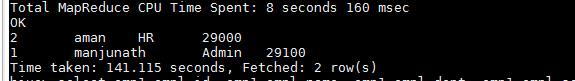 Total MapReduce CPU Time Spent: 8 seconds 160 msec
OK
2 aman HR 29000
1 manjunath Admin 29100
Time taken: 141.115 seconds, Fetched: 2 row(s)